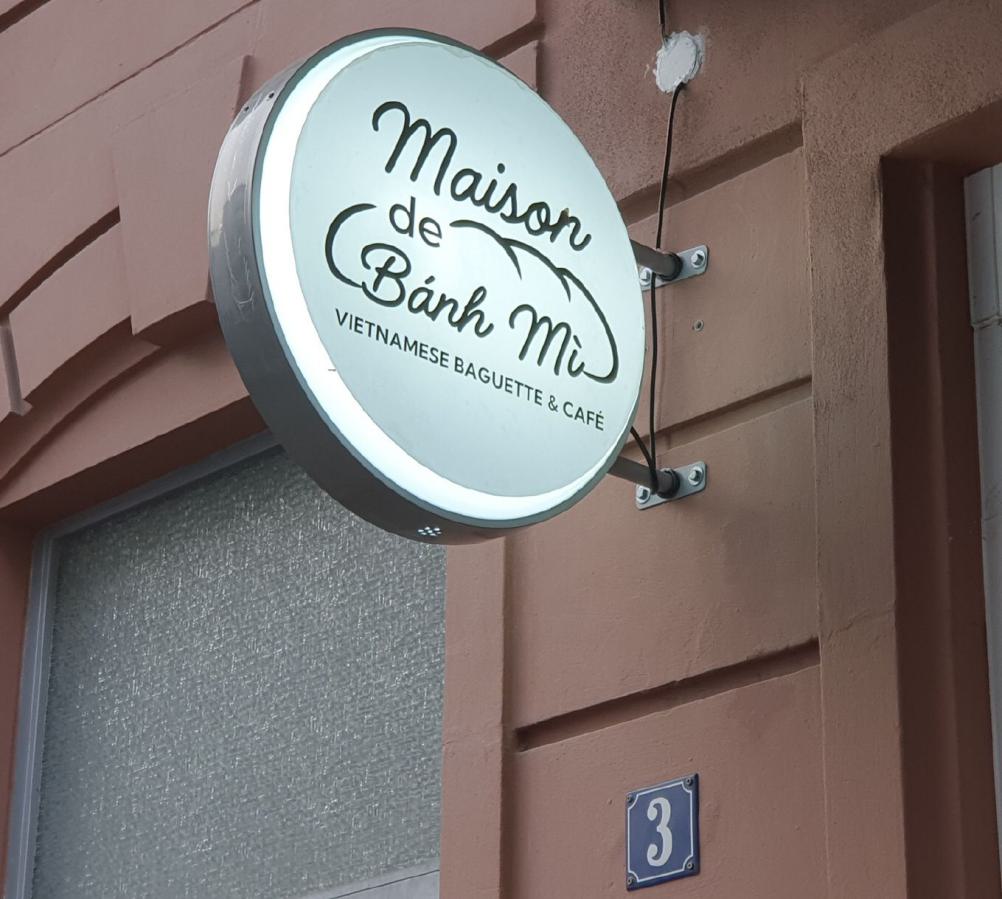 Maison
de
Bánh Mì
VIETNAMESE BAGUETTE & CAFÉ
3